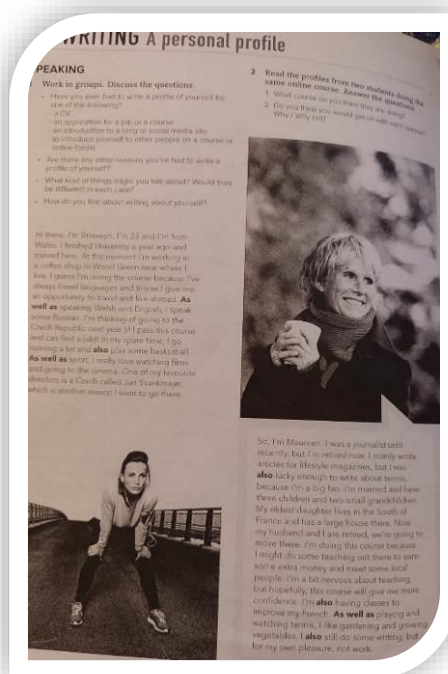 WRITING A personal profile
SPEAKING
Work in groups. Discuss the questions.
- Have you ever had to write a profile of yourself for
one of the following?
- a CV
- an application for a job or a course
- an introduction to a blog or social media site
- to introduce yourself to other people on a course or
online forum
- Are there any other reasons you've had to write a
profile of yourself?
- What kind of things might you talk about? Would they
be different in each case?
- How do you feel about writing about yourself?
Hi there. I'm Bronwyn. I'm 23 and I'm from
Wales. I finished University a year ago and
moved here. At the moment I'm working in
a coffee shop in Wood Green near where I
live. I guess I'm doing the course because I've
always loved languages and this will give me
an opportunity to travel and live abroad. As
well as speaking Welsh and English, I speak
some Russian. I'm thinking of going to the
Czech Republic next year (if I pass this course
and can find a job). In my spare time, I go
running a lot and also play some basketball.
As well as sport, I really love watching films
and going to the cinema. One of my favourite
directors is a Czech called Jan Svankmajer,
which is another reason I want to go there.
2 Read the profiles from two students doing the
same online course. Answer the questions.
1 What course do you think they are doing?
2 Do you think you would get on with each person?
Why / Why not?
So, I'm Maureen. I was a journalist until
recently, but I'm retired now. I mainly wrote
articles for lifestyle magazines, but I was
also lucky enough to write about tennis,
because I'm a big fan. I'm married and have
three children and two small grandchildren.
My eldest daughter lives in the South of
France and has a large house there. Now
my husband and I are retired, we're going to
move there. I'm doing this course because
I might do some teaching out there to earn
some extra money and meet some local
people. I'm a bit nervous about teaching,
but hopefully, this course will give me more
confidence. I'm also having classes to
improve my French. As well as playing and
watching tennis, I like gardening and growing
vegetables. I also still do some writing, but
for my own pleasure, not work.